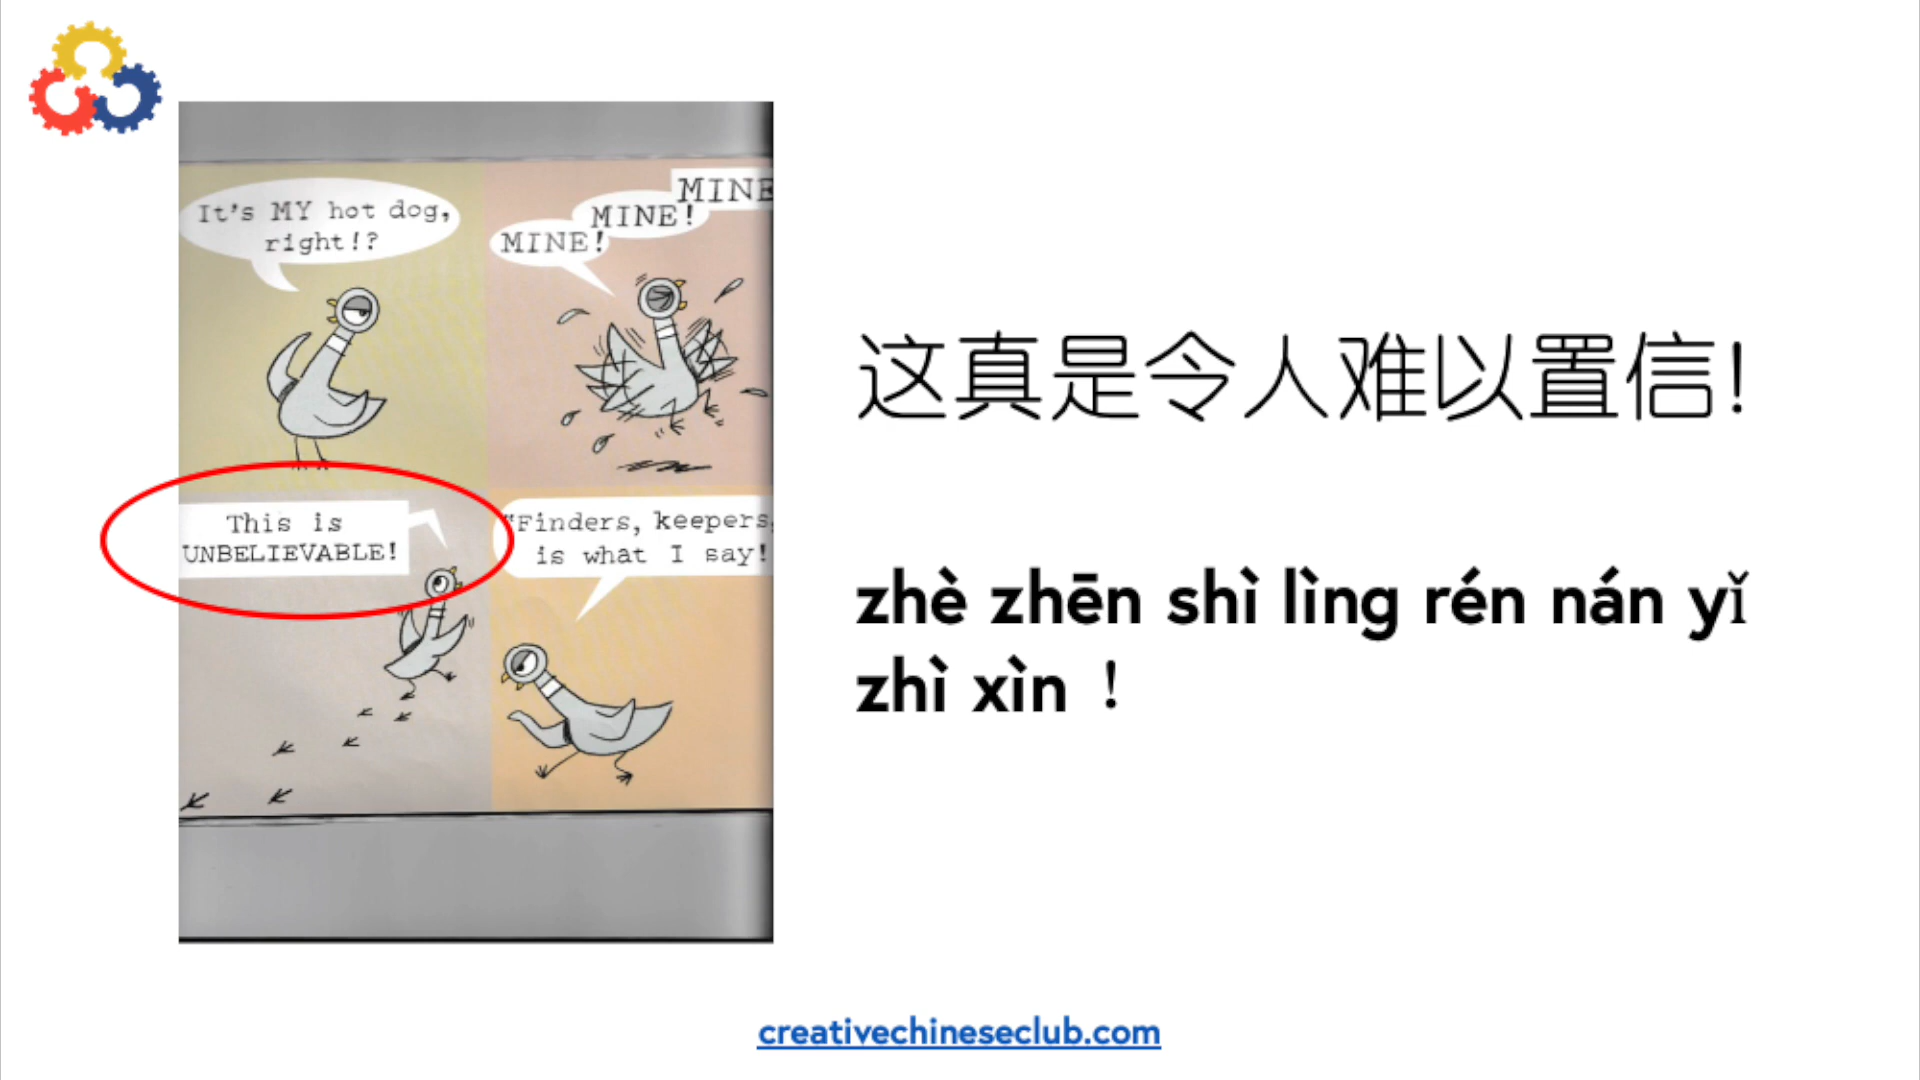 It's MY hot dog,
right!?
MINE!
MINE!
MINE
This is
UNBELIEVABLE!
"Finders, keepers,
is what I say!
这真是令人难以置信!
zhè zhēn shì lìng rén nán yǐ
zhì xìn !
creativechineseclub.com